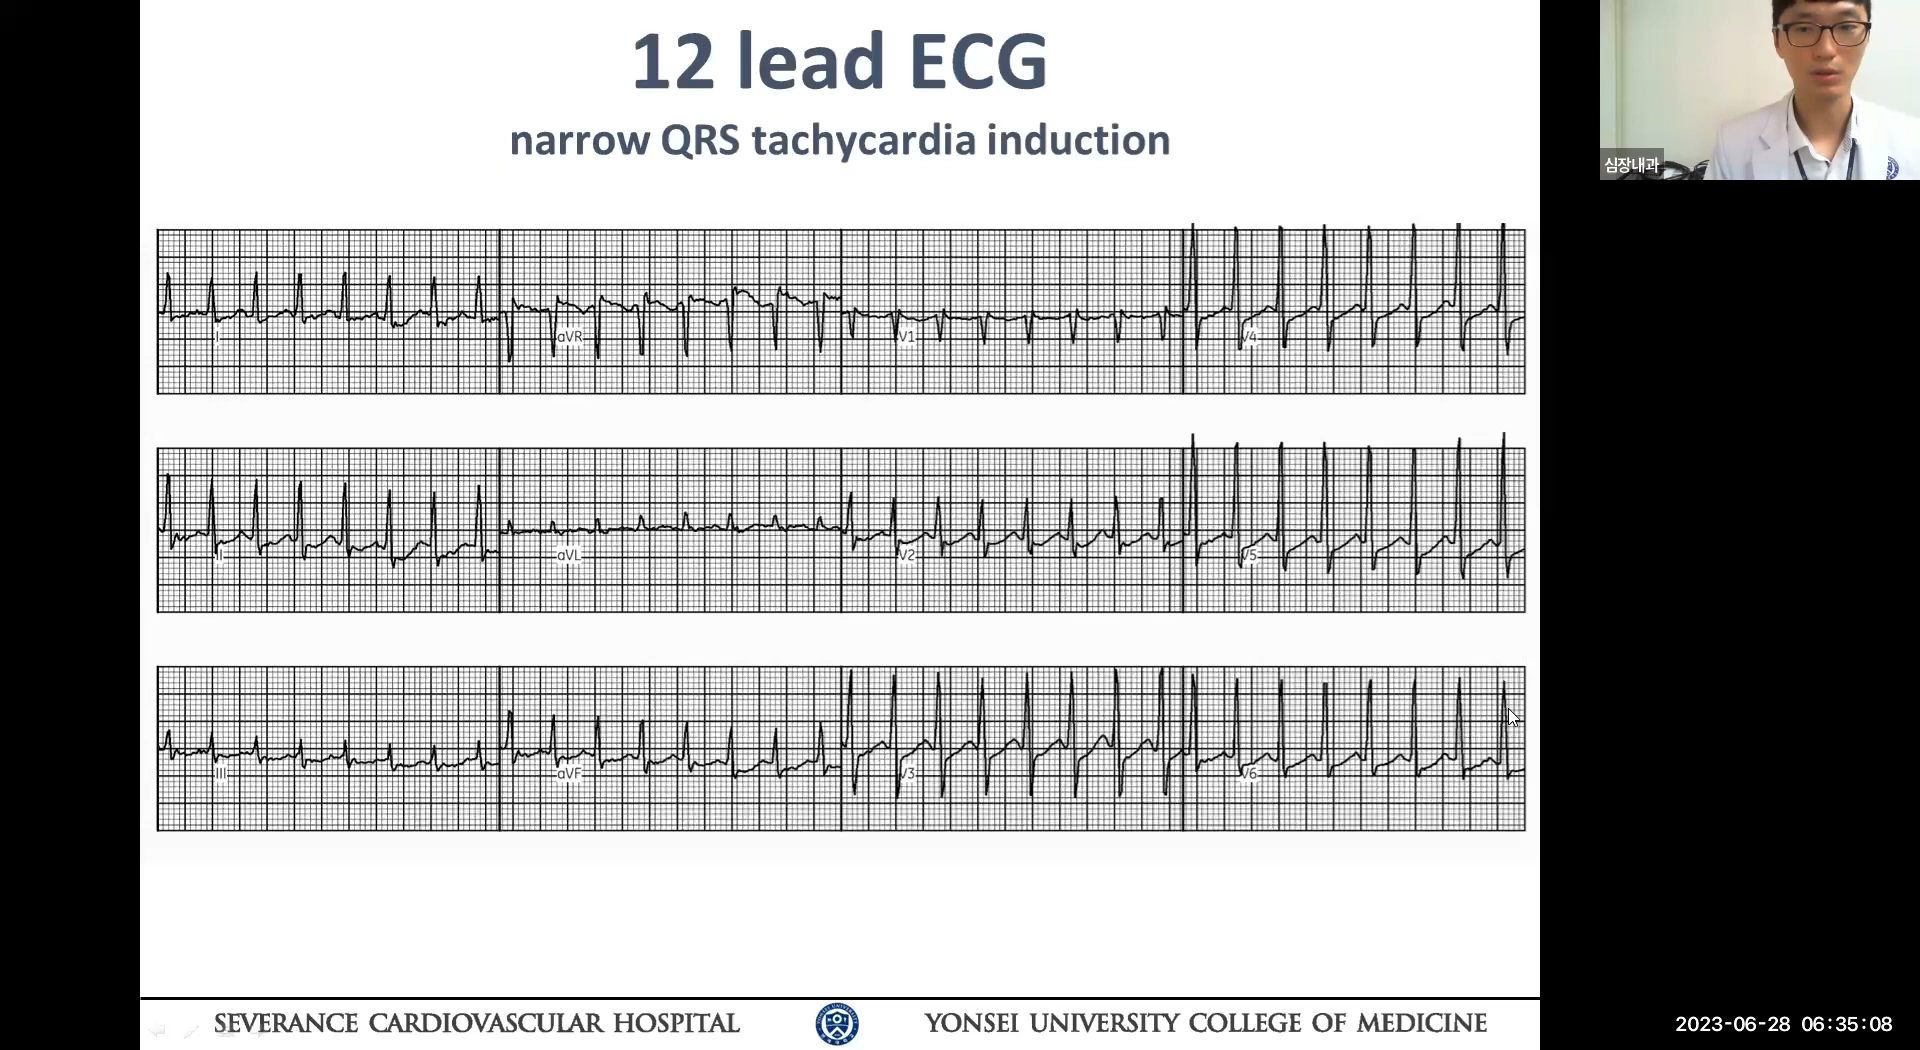 12 lead ECG
narrow QRS tachycardia induction
심장내과
I
aVR
V1
V4
II
aVL
V2
V5
III
aVF
V3
V6
SEVERANCE CARDIOVASCULAR HOSPITAL
YONSEI UNIVERSITY COLLEGE OF MEDICINE
2023-06-28 06:35:08